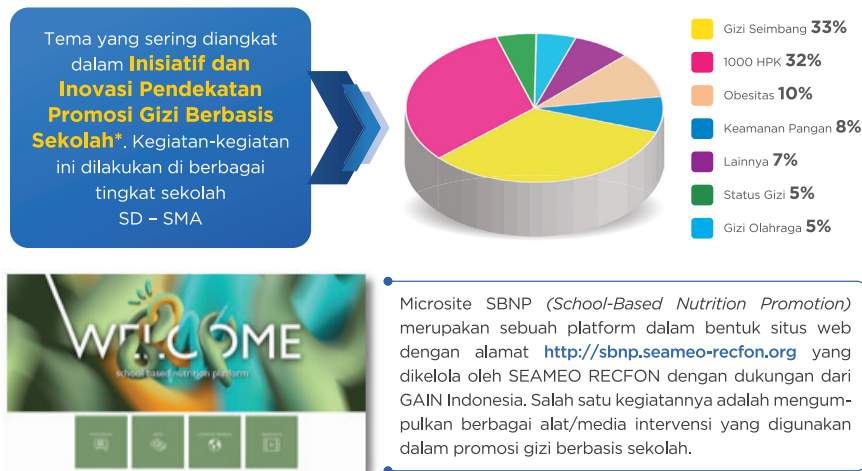 Tema yang sering diangkat
dalam Inisiatif dan
Inovasi Pendekatan
Promosi Gizi Berbasis
Sekolah*. Kegiatan-kegiatan
ini dilakukan di berbagai
tingkat sekolah
SD – SMA
Gizi Seimbang 33%
1000 HPK 32%
Obesitas 10%
Keamanan Pangan 8%
Lainnya 7%
Status Gizi 5%
Gizi Olahraga 5%
WELCOME
school based nutrition platform
Microsite SBNP (School-Based Nutrition Promotion)
merupakan sebuah platform dalam bentuk situs web
dengan alamat http://sbnp.seameo-recfon.org yang
dikelola oleh SEAMEO RECFON dengan dukungan dari
GAIN Indonesia. Salah satu kegiatannya adalah mengum-
pulkan berbagai alat/media intervensi yang digunakan
dalam promosi gizi berbasis sekolah.